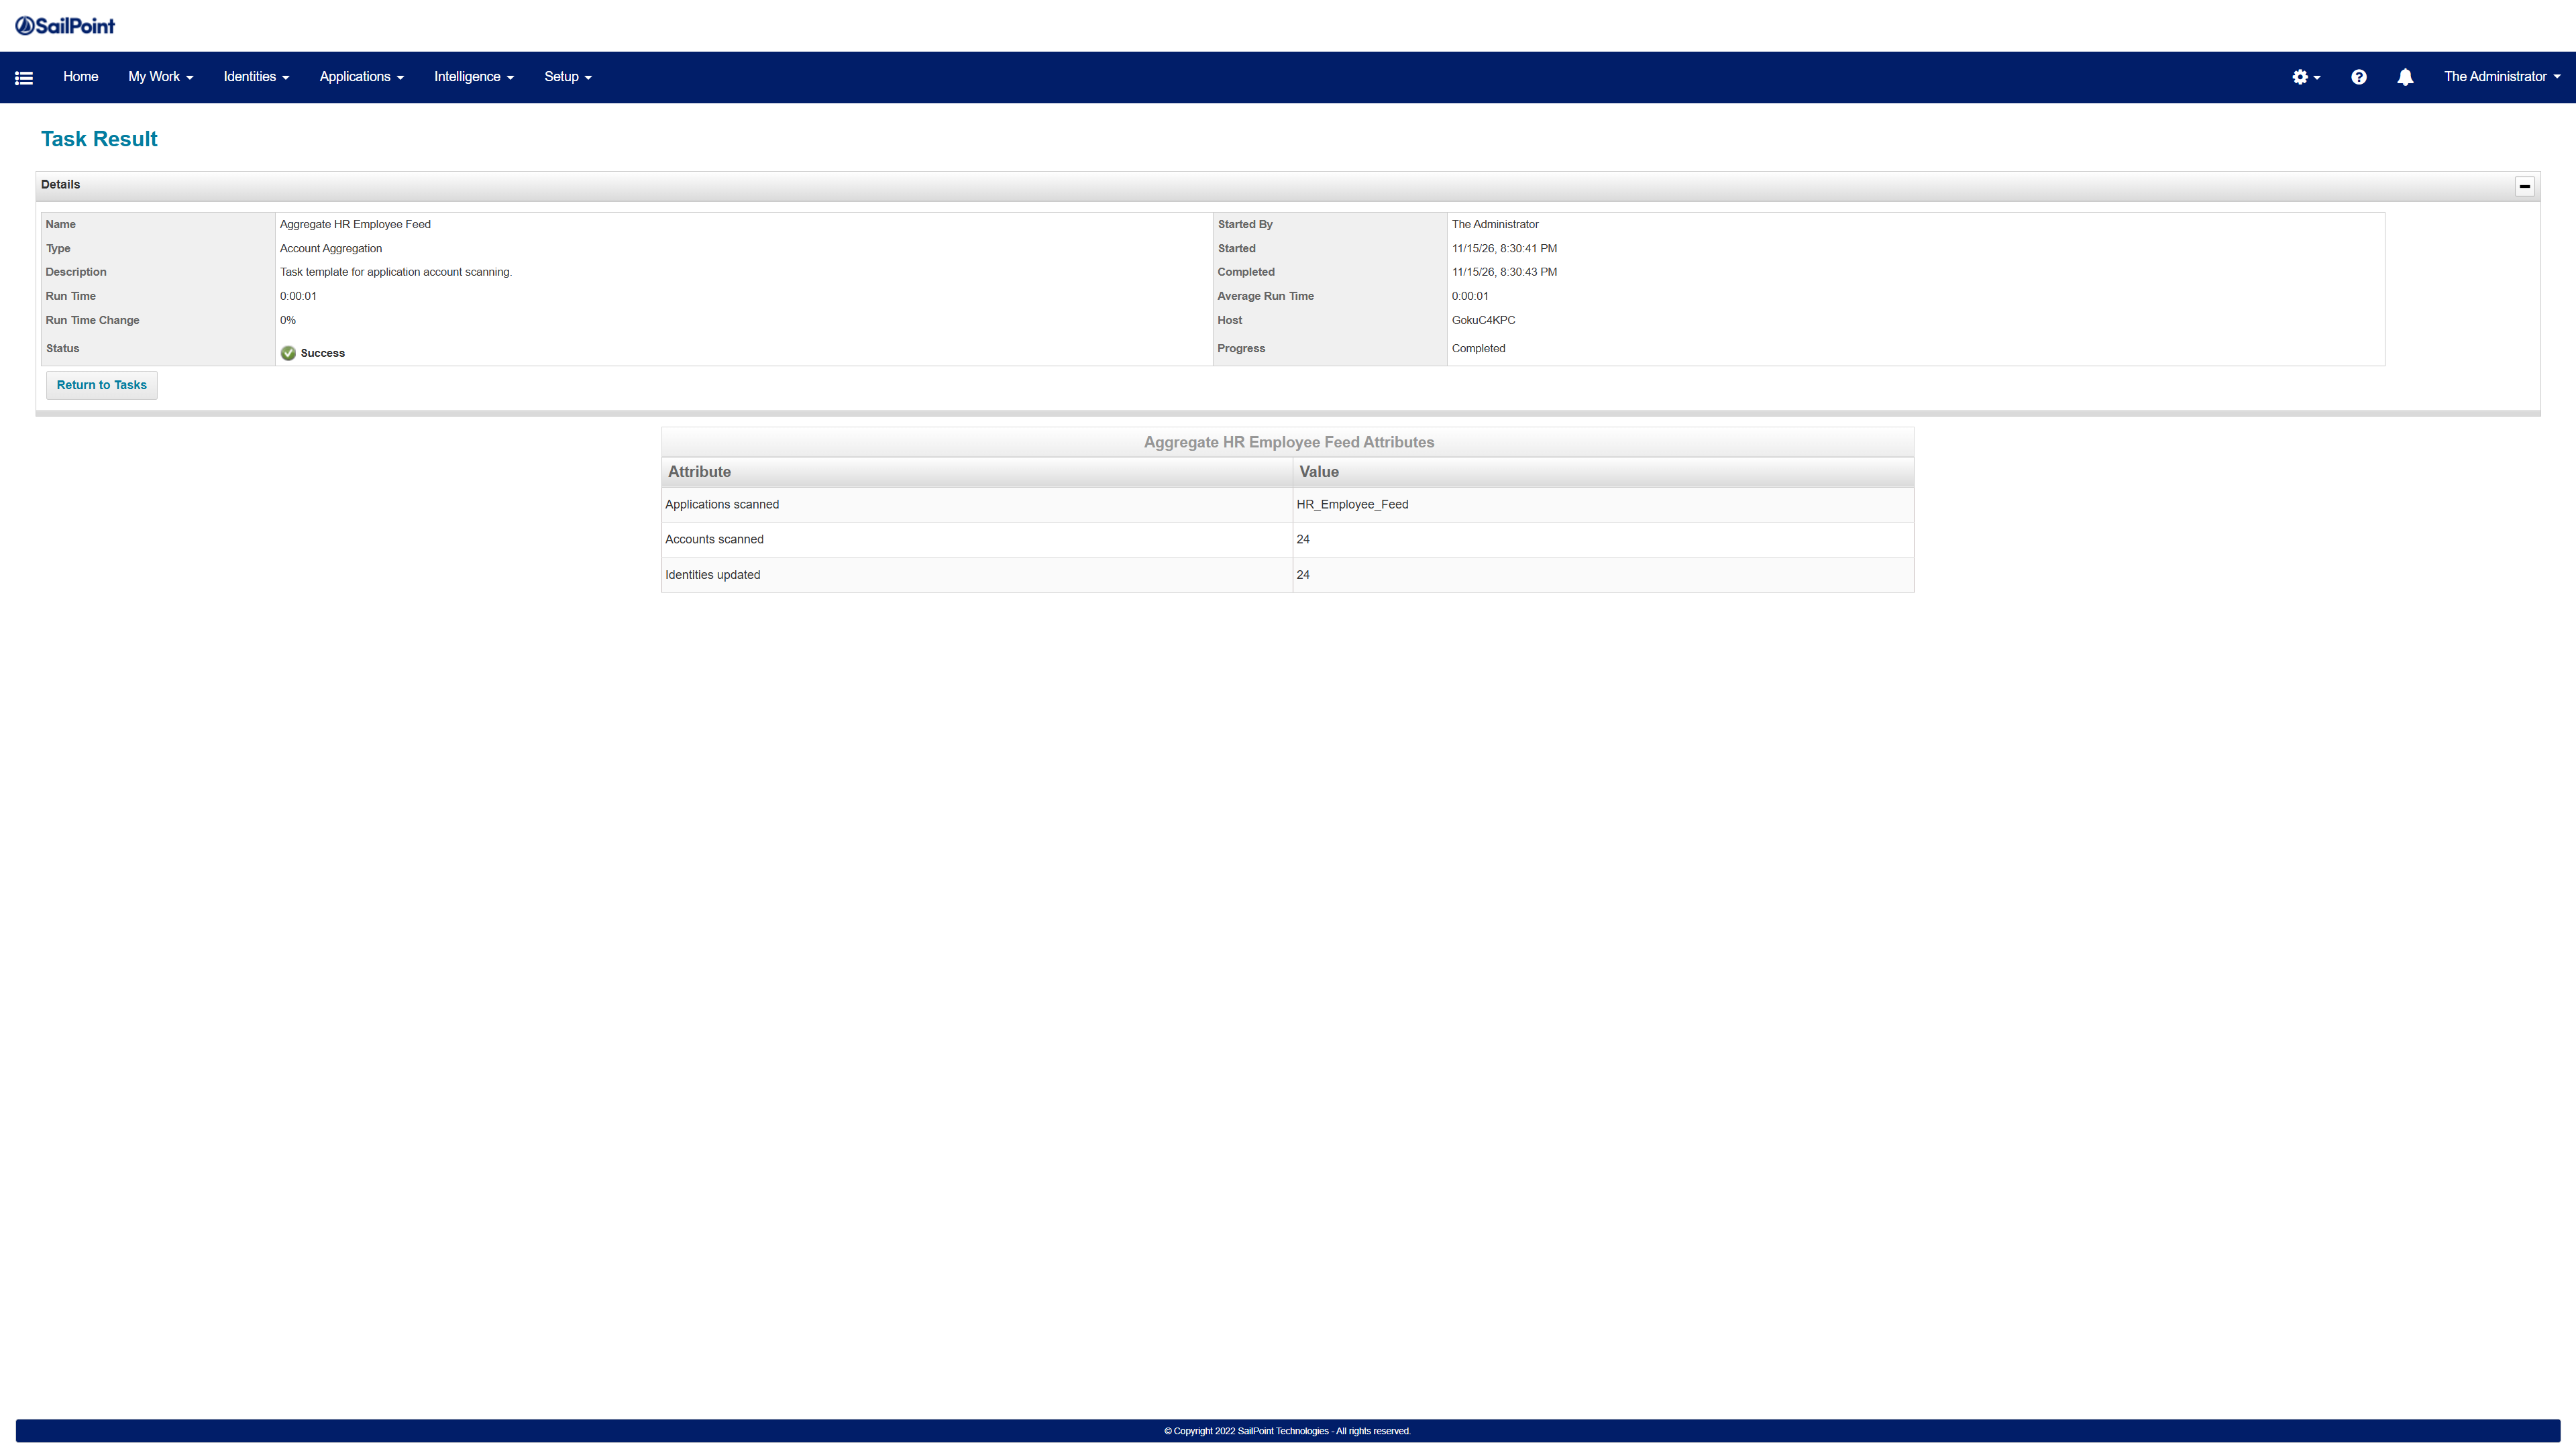 SailPoint
Home My Work Identities Applications Intelligence Setup The Administrator
Task Result
Details
Name Aggregate HR Employee Feed Started By The Administrator
Type Account Aggregation Started 11/15/26, 8:30:41 PM
Description Task template for application account scanning. Completed 11/15/26, 8:30:43 PM
Run Time 0:00:01 Average Run Time 0:00:01
Run Time Change 0% Host GokuC4KPC
Status Success Progress Completed
Return to Tasks
Aggregate HR Employee Feed Attributes
Attribute Value
Applications scanned HR_Employee_Feed
Accounts scanned 24
Identities updated 24
© Copyright 2022 SailPoint Technologies - All rights reserved.